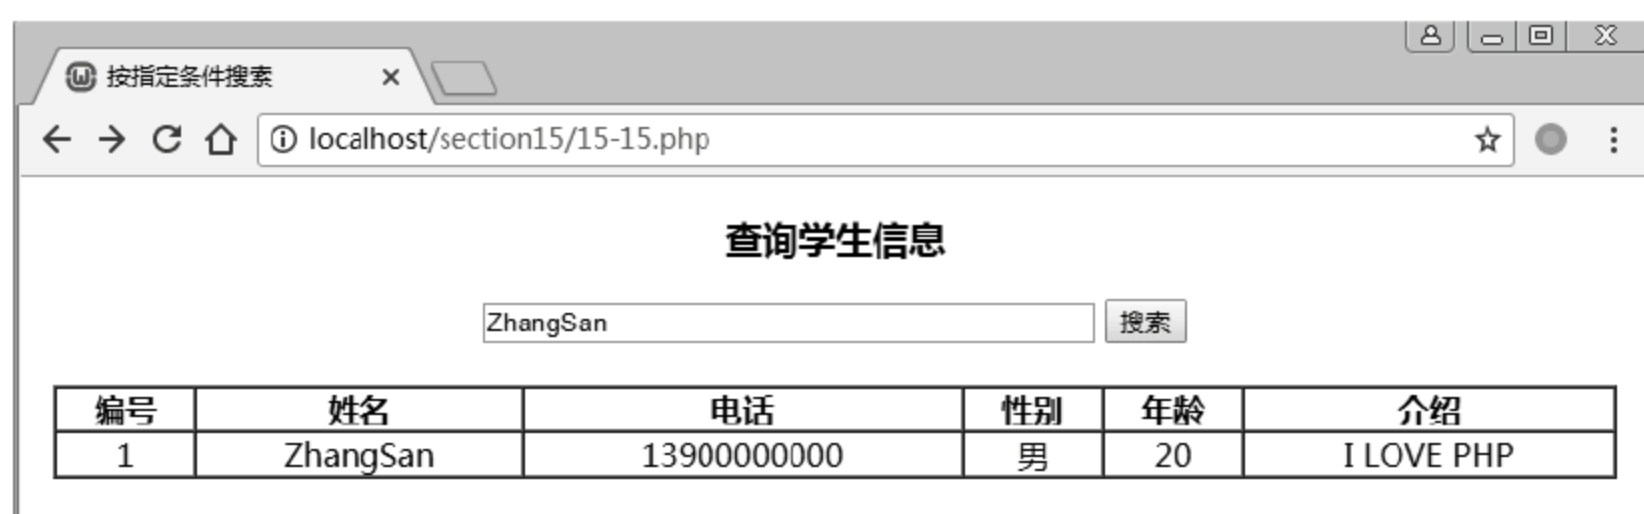 按指定条件搜索
localhost/section15/15-15.php
查询学生信息
ZhangSan 搜索
编号 姓名 电话 性别 年龄 介绍
1 ZhangSan 13900000000 男 20 I LOVE PHP